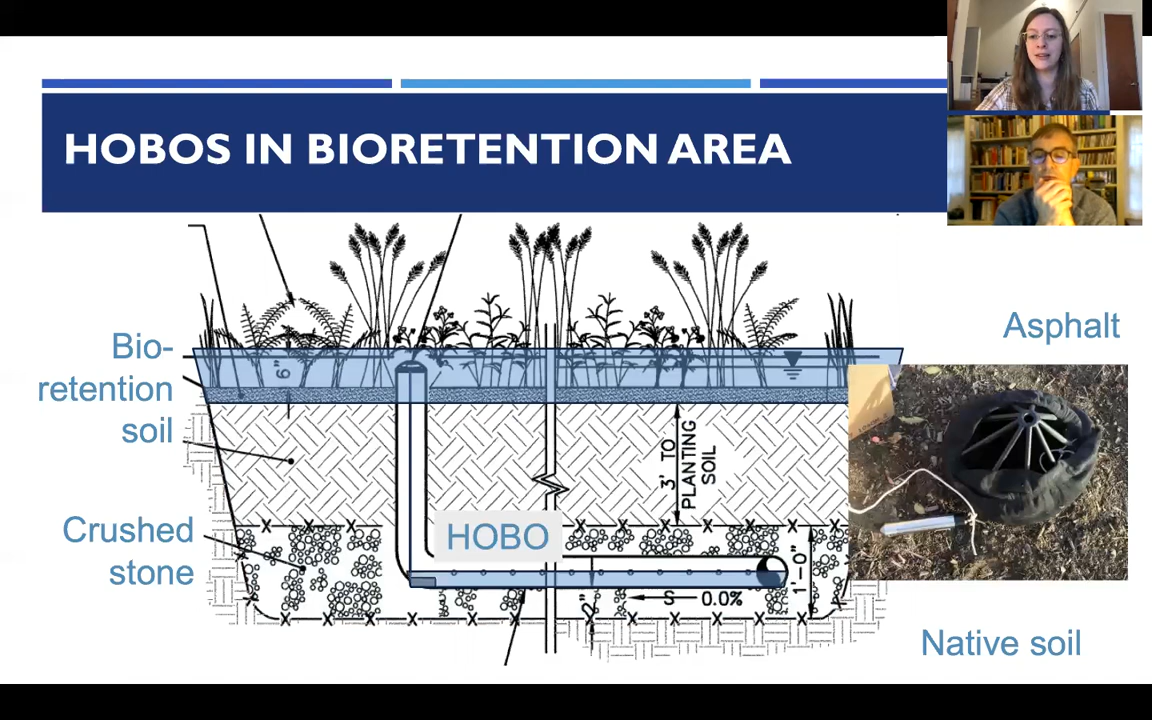 HOBOS IN BIORETENTION AREA
Asphalt
Bio-
retention
soil
6"
3' TO
PLANTING
SOIL
Crushed
stone
HOBO
1'-0"
S
0.0%
Native soil